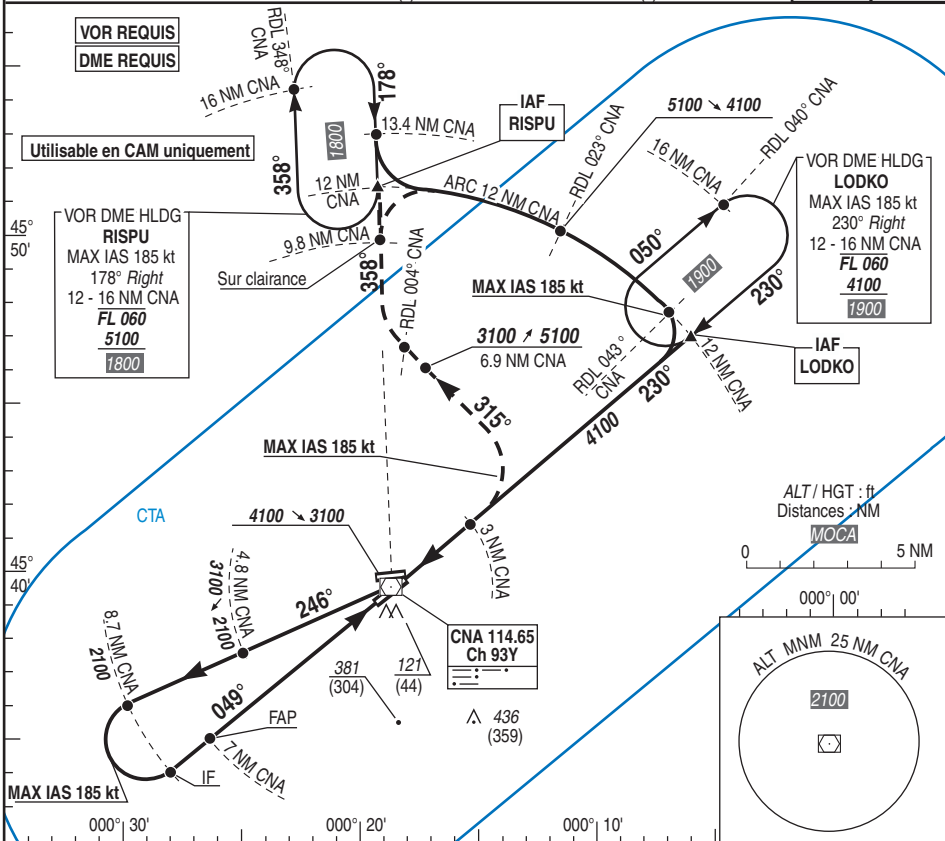 VOR REQUIS
DME REQUIS
Utilisable en CAM uniquement
RDL 348°
CNA
16 NM CNA
178°
358°
1800
13.4 NM CNA
IAF
RISPU
12 NM
CNA
9.8 NM CNA
Sur clairance
358°
ARC 12 NM CNA
RDL 004° CNA
RDL 023° CNA
5100 ↘ 4100
RDL 040° CNA
16 NM CNA
050°
1900
230°
VOR DME HLDG
LODKO
MAX IAS 185 kt
230° Right
12 - 16 NM CNA
FL 060
4100
1900
VOR DME HLDG
RISPU
MAX IAS 185 kt
178° Right
12 - 16 NM CNA
FL 060
5100
1800
45°
50'
MAX IAS 185 kt
3100 ↗ 5100
6.9 NM CNA
RDL 043°
CNA
230°
12 NM CNA
IAF
LODKO
315°
4100
MAX IAS 185 kt
CTA
4100 ↘ 3100
3 NM CNA
ALT / HGT : ft
Distances : NM
MOCA
0
5 NM
45°
40'
4.8 NM CNA
3100 ↘ 2100
246°
8.7 NM CNA
2100
049°
CNA 114.65
Ch 93Y
381
(304)
121
(44)
436
(359)
FAP
7 NM CNA
IF
MAX IAS 185 kt
000° 00'
ALT MNM 25 NM CNA
2100
000° 30'
000° 20'
000° 10'